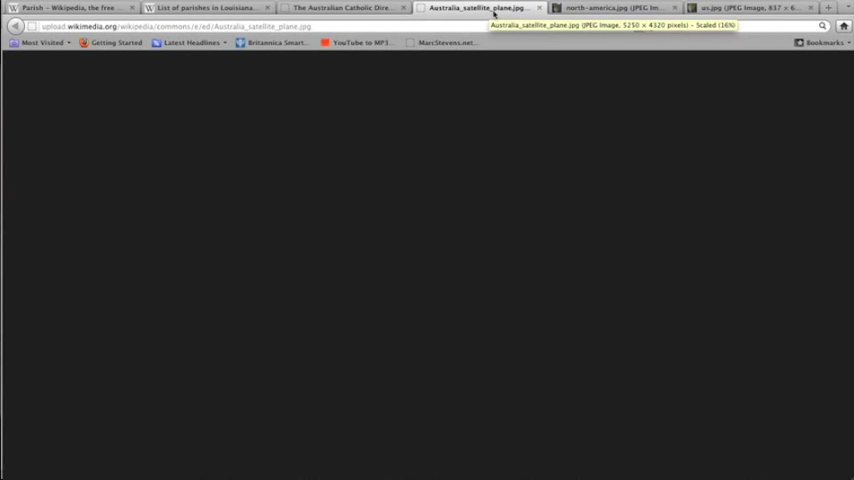 Parish – Wikipedia, the free ... List of parishes in Louisiana... The Australian Catholic Dire... Australia_satellite_plane.jpg... north-america.jpg (JPEG Im... us.jpg (JPEG Image, 837 × 6...
upload.wikimedia.org/wikipedia/commons/e/ed/Australia_satellite_plane.jpg
Australia_satellite_plane.jpg (JPEG Image, 5250 × 4320 pixels) – Scaled (16%)
Most Visited Getting Started Latest Headlines Britannica Smart... YouTube to MP3... MarcStevens.net... Bookmarks